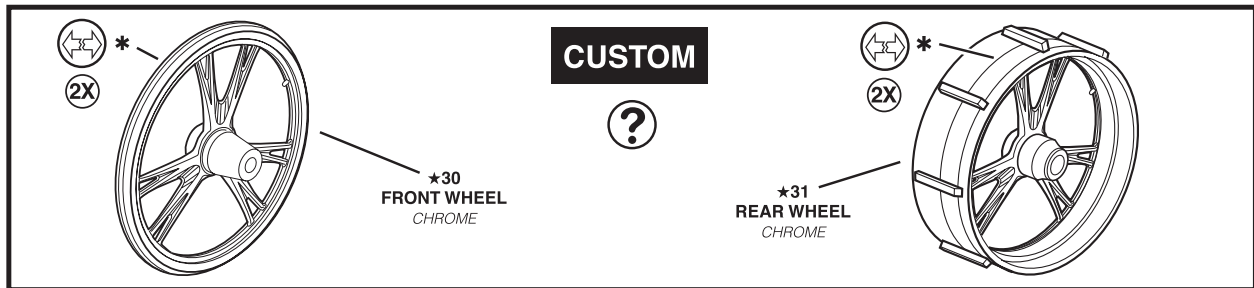 *
2X
★30
FRONT WHEEL
CHROME
CUSTOM
?
*
2X
★31
REAR WHEEL
CHROME